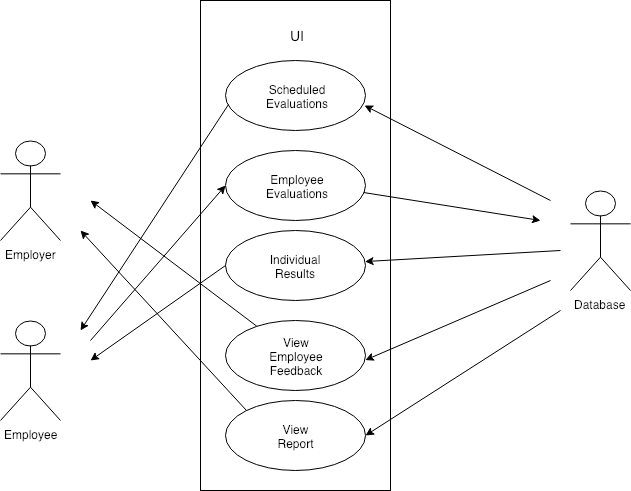 UI
Scheduled
Evaluations
Employee
Evaluations
Employer
Individual
Results
Database
View
Employee
Feedback
Employee
View
Report